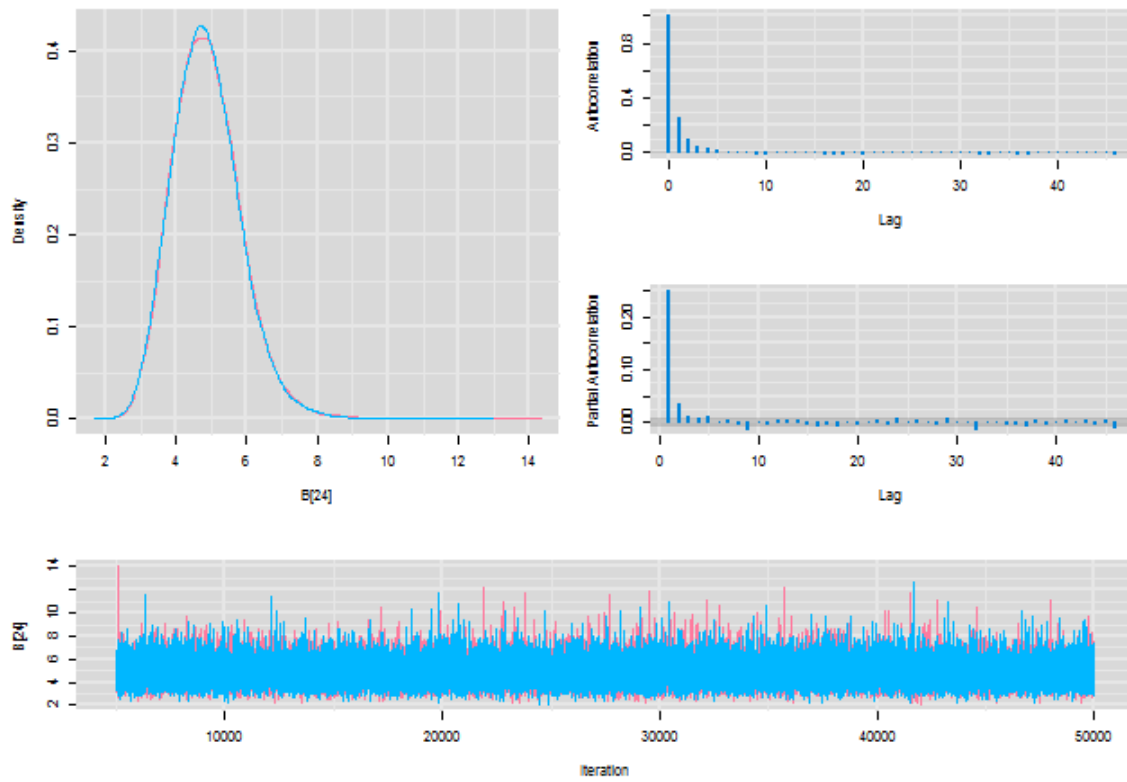 Density
0.0 0.1 0.2 0.3 0.4
2 4 6 8 10 12 14
B[24]
Autocorrelation
0.0 0.4 0.8
0 10 20 30 40
Lag
Partial Autocorrelation
0.00 0.10 0.20
0 10 20 30 40
Lag
B[24]
2 4 6 8 10 14
10000 20000 30000 40000 50000
Iteration